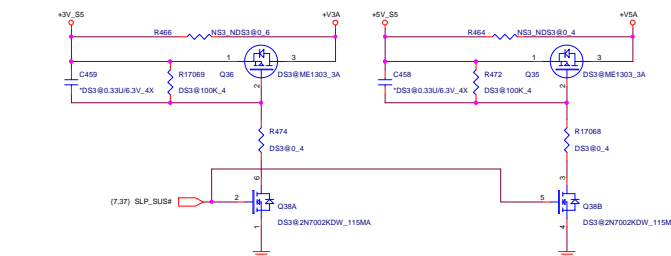 +3V_S5
+V3A
+5V_S5
+V5A
R466
NS3_NDS3@0_6
R464
NS3_NDS3@0_4
1
3
1
3
C459
R17069
Q36
DS3@ME1303_3A
C458
R472
Q35
DS3@ME1303_3A
*DS3@0.33U/6.3V_4X
DS3@100K_4
2
*DS3@0.33U/6.3V_4X
DS3@100K_4
2
R474
R17068
DS3@0_4
DS3@0_4
6
3
{7,37} SLP_SUS#
2
Q38A
5
Q38B
DS3@2N7002KDW_115MA
DS3@2N7002KDW_115M
1
4